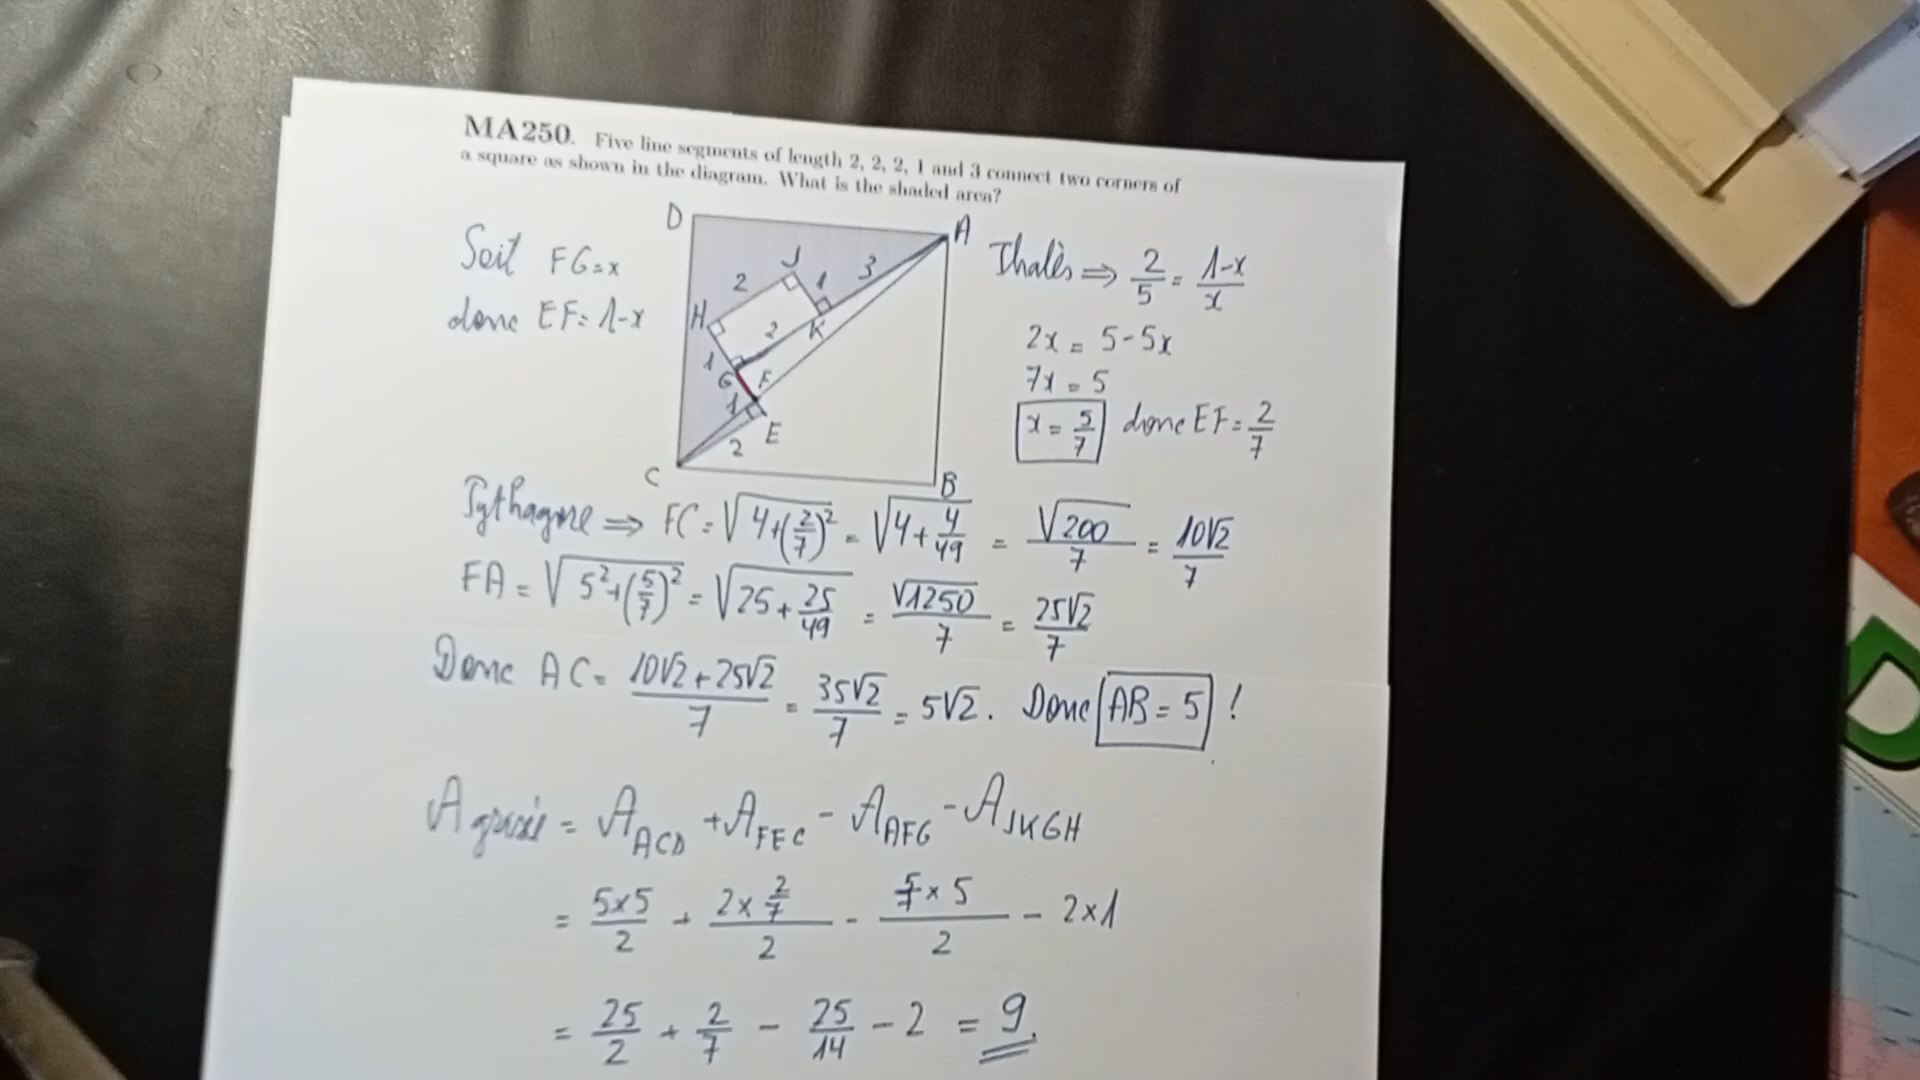 MA250. Five line segments of length 2, 2, 2, 1 and 3 connect two corners of
a square as shown in the diagram. What is the shaded area?
D
A
Soit FG = x
donc EF = 1-x
J
2
1
3
H
2
K
1
G
F
1
E
2
C
B
Thalès ⇒ 2/5 = (1-x)/x
2x = 5-5x
7x = 5
x = 5/7 donc EF = 2/7
Pythagore ⇒ FC = √(4+(2/7)²) = √(4+4/49) = √200/7 = 10√2/7
FA = √(5²+(5/7)²) = √(25+25/49) = √1250/7 = 25√2/7
Donc AC = (10√2+25√2)/7 = 35√2/7 = 5√2. Donc AB = 5 !
A grisée = A ACD + A FEC - A AFG - A JKGH
= 5×5/2 + (2×2/7)/2 - (5/7×5)/2 - 2×1
= 25/2 + 2/7 - 25/14 - 2 = 9.